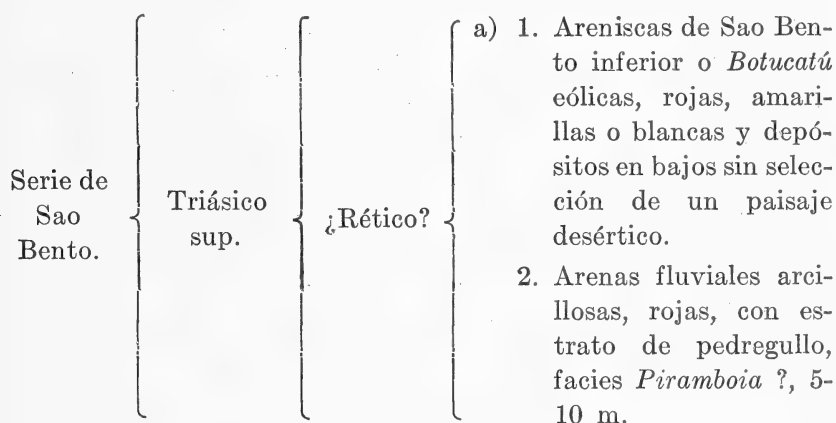 Serie de
Sao
Bento.
Triásico
sup.
¿Rético?
a) 1. Areniscas de Sao Ben-
to inferior o Botucatú
eólicas, rojas, amari-
llas o blancas y depó-
sitos en bajos sin selec-
ción de un paisaje
desértico.
2. Arenas fluviales arci-
llosas, rojas, con es-
trato de pedregullo,
facies Piramboia ?, 5-
10 m.